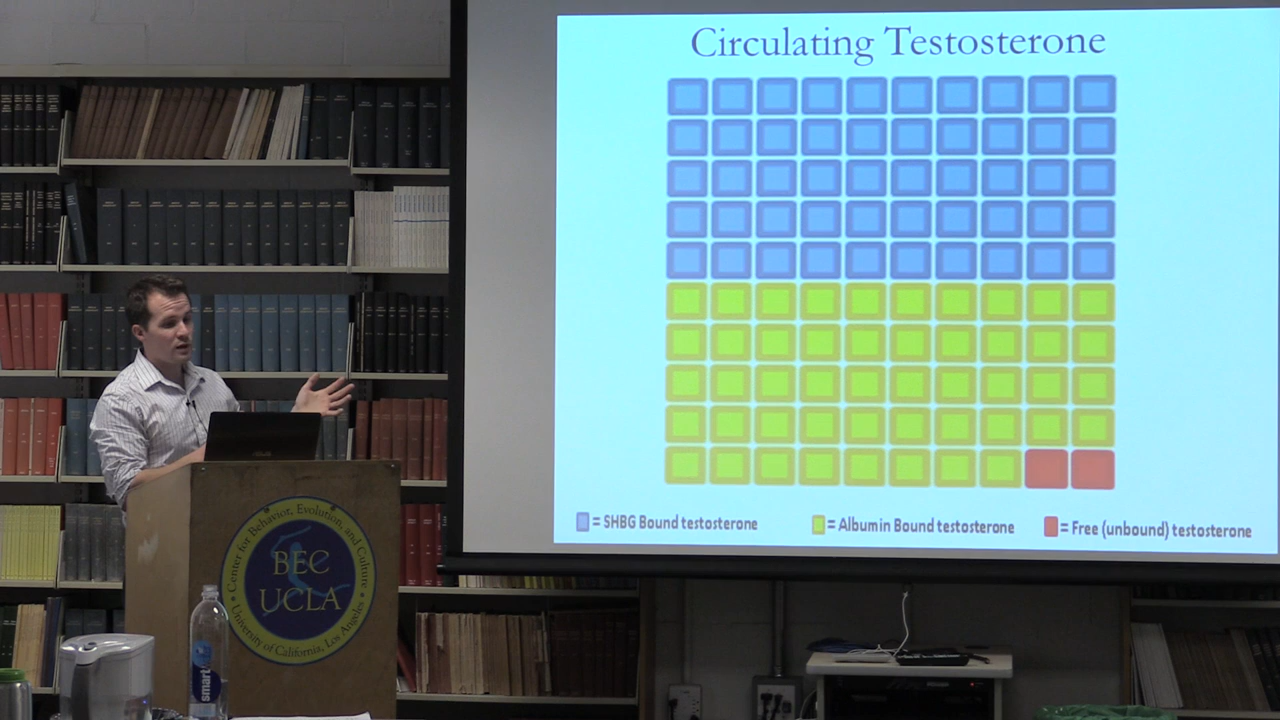 Circulating Testosterone
= SHBG Bound testosterone
= Albumin Bound testosterone
= Free (unbound) testosterone
Center for Behavior, Evolution, and Culture
BEC
UCLA
University of California, Los Angeles
smart